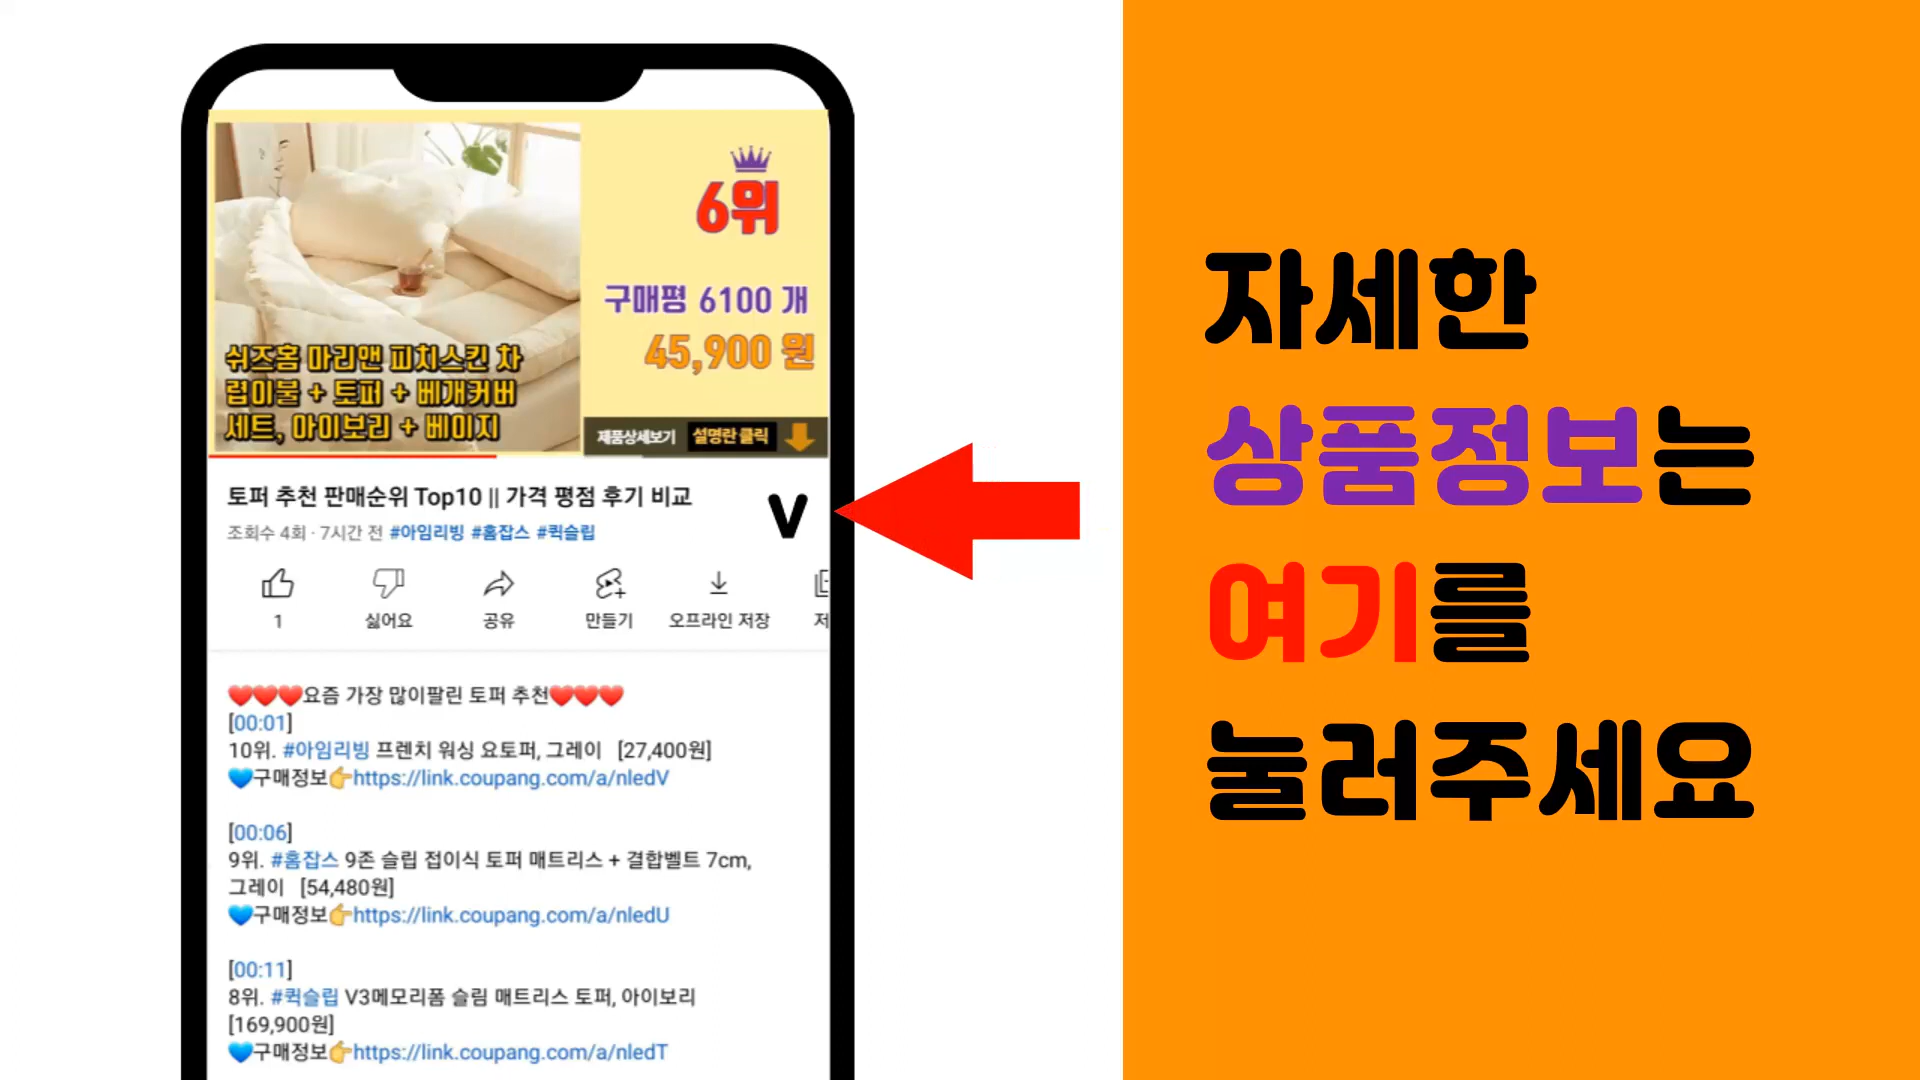 6위
구매평 6100 개
45,900 원
쉬즈홈 마리앤 피치스킨 차
렵이불 + 토퍼 + 베개커버
세트, 아이보리 + 베이지
제품상세보기 설명란 클릭
토퍼 추천 판매순위 Top10 || 가격 평점 후기 비교
V
조회수 4회 · 7시간 전 #아임리빙 #홈잡스 #퀵슬립
1 싫어요 공유 만들기 오프라인 저장 저
❤️❤️❤️요즘 가장 많이팔린 토퍼 추천❤️❤️❤️
[00:01]
10위. #아임리빙 프렌치 워싱 요토퍼, 그레이 [27,400원]
💙구매정보👉https://link.coupang.com/a/nledV
[00:06]
9위. #홈잡스 9존 슬립 접이식 토퍼 매트리스 + 결합벨트 7cm,
그레이 [54,480원]
💙구매정보👉https://link.coupang.com/a/nledU
[00:11]
8위. #퀵슬립 V3메모리폼 슬림 매트리스 토퍼, 아이보리
[169,900원]
💙구매정보👉https://link.coupang.com/a/nledT
자세한
상품정보는
여기를
눌러주세요